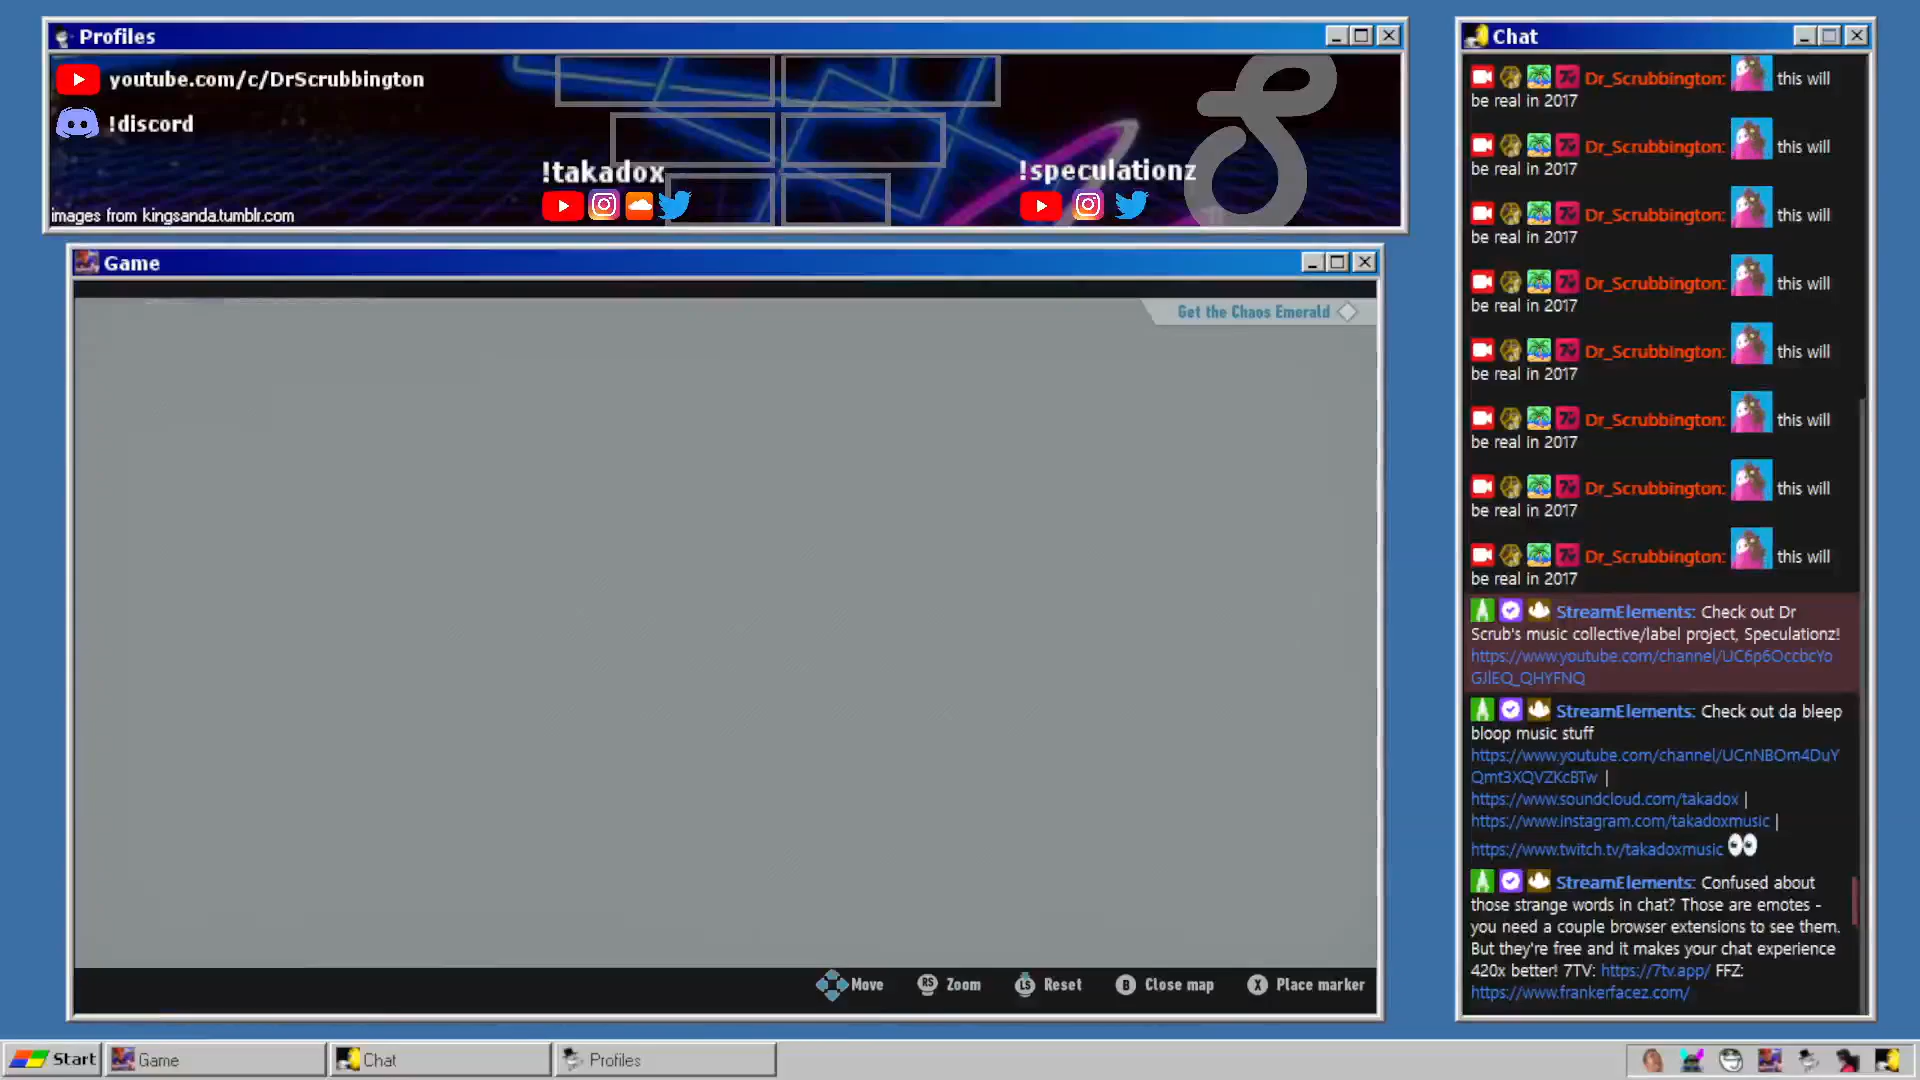 Profiles
youtube.com/c/DrScrubbington
!discord
!takadox
!speculationz
images from kingsanda.tumblr.com
Game
Get the Chaos Emerald
RS
LS
B
X
Move
Zoom
Reset
Close map
Place marker
Chat
Dr_Scrubbington: this will
be real in 2017
Dr_Scrubbington: this will
be real in 2017
Dr_Scrubbington: this will
be real in 2017
Dr_Scrubbington: this will
be real in 2017
Dr_Scrubbington: this will
be real in 2017
Dr_Scrubbington: this will
be real in 2017
Dr_Scrubbington: this will
be real in 2017
Dr_Scrubbington: this will
be real in 2017
StreamElements: Check out Dr
Scrub's music collective/label project, Speculationz!
https://www.youtube.com/channel/UC6p6OccbcYo
GJlEQ_QHYFNQ
StreamElements: Check out da bleep
bloop music stuff
https://www.youtube.com/channel/UCnNBOm4DuY
Qmt3XQVZKcBTw |
https://www.soundcloud.com/takadox |
https://www.instagram.com/takadoxmusic |
https://www.twitch.tv/takadoxmusic
StreamElements: Confused about
those strange words in chat? Those are emotes -
you need a couple browser extensions to see them.
But they're free and it makes your chat experience
420x better! 7TV: https://7tv.app/ FFZ:
https://www.frankerfacez.com/
Start
Game
Chat
Profiles